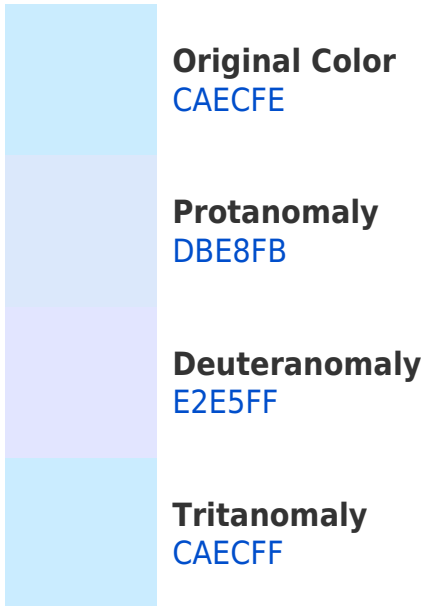 Original Color
CAECFE
Protanomaly
DBE8FB
Deuteranomaly
E2E5FF
Tritanomaly
CAECFF